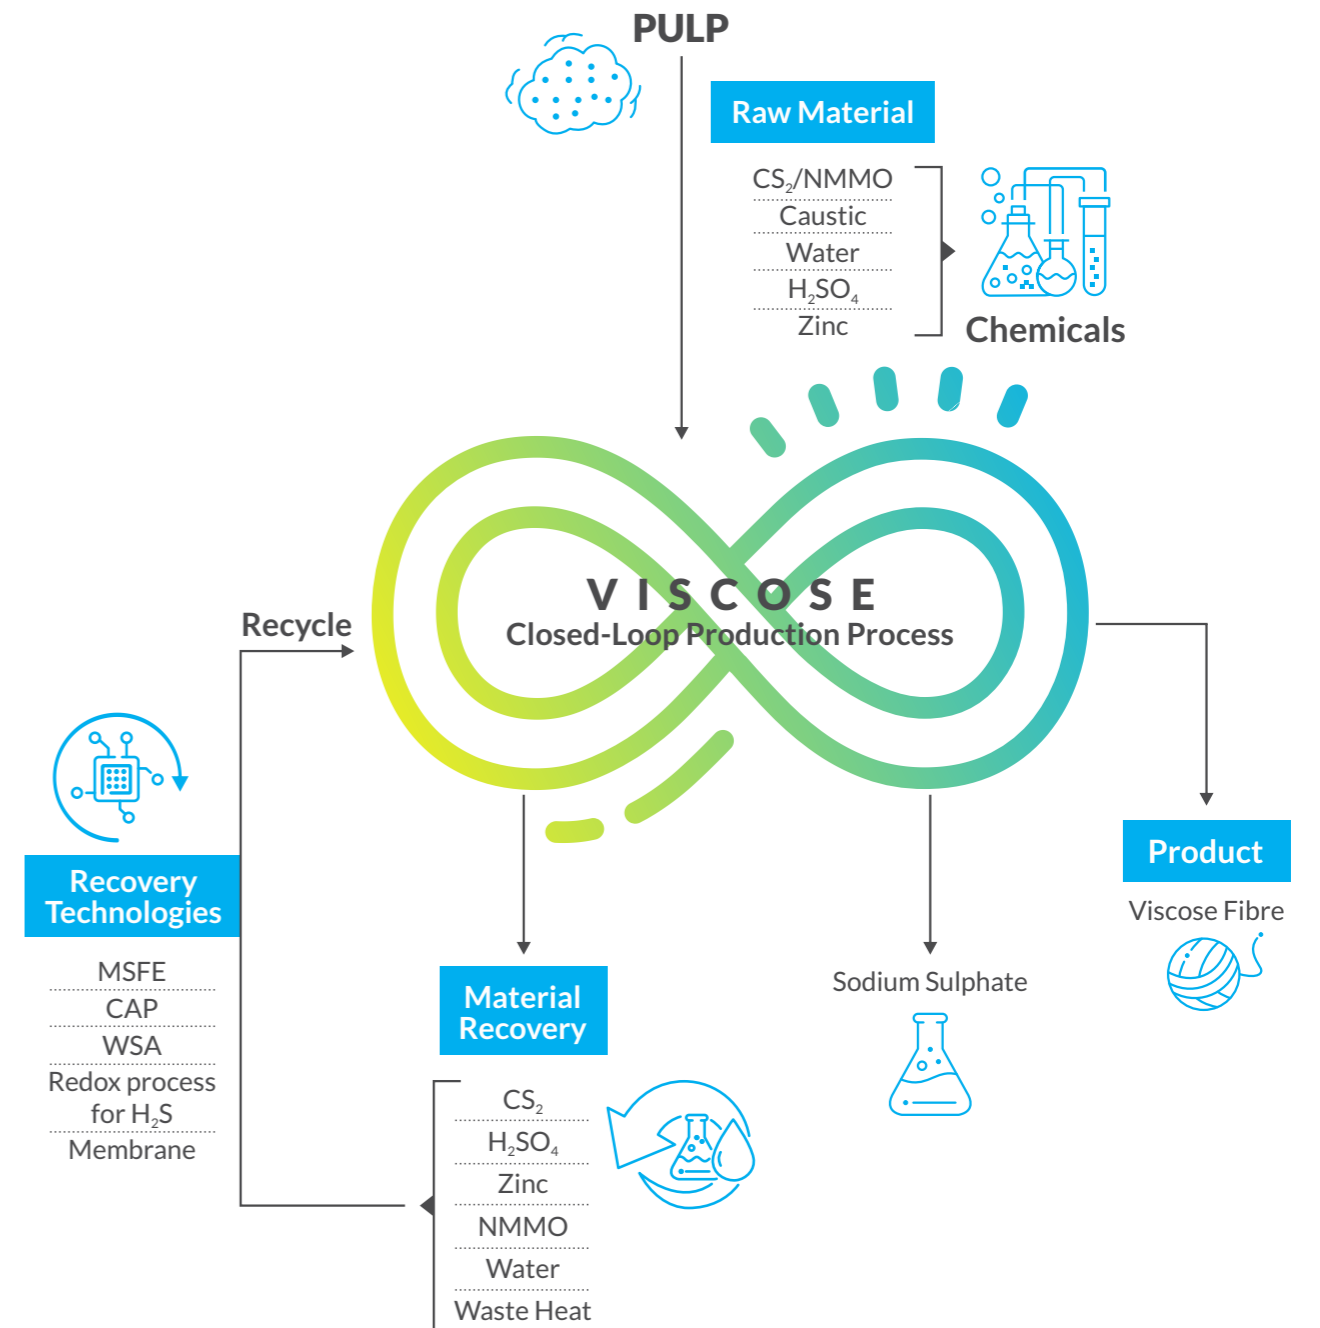 PULP
Raw Material
CS₂/NMMO
Caustic
Water
H₂SO₄
Zinc
Chemicals
VISCOSE
Closed-Loop Production Process
Recycle
Recovery
Technologies
MSFE
CAP
WSA
Redox process
for H₂S
Membrane
Material
Recovery
CS₂
H₂SO₄
Zinc
NMMO
Water
Waste Heat
Sodium Sulphate
Product
Viscose Fibre